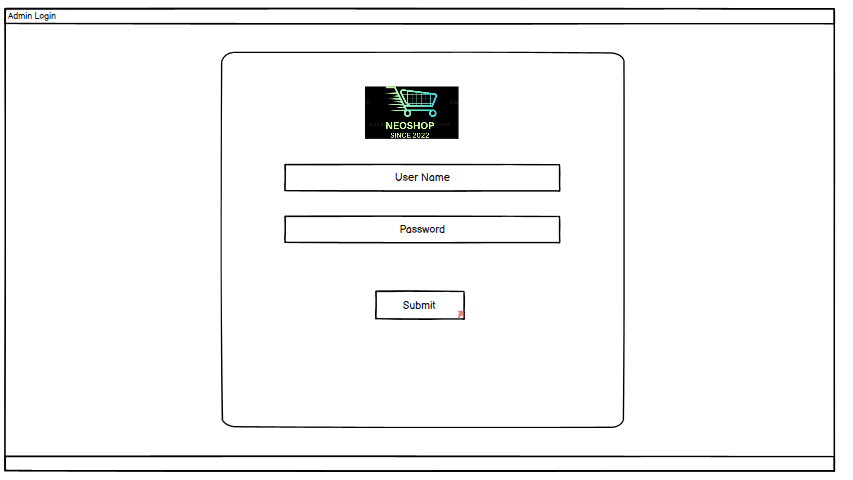 Admin Login
NEOSHOP
SINCE 2022
User Name
Password
Submit